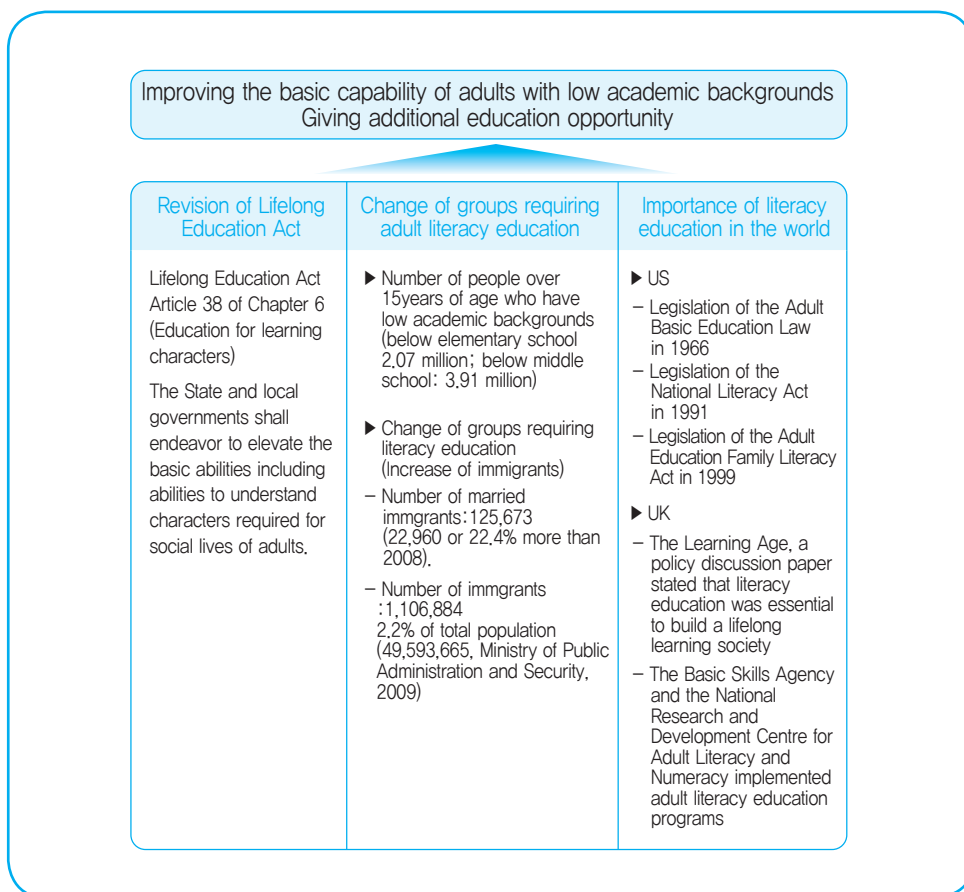 Improving the basic capability of adults with low academic backgrounds
Giving additional education opportunity
Revision of Lifelong
Education Act
Lifelong Education Act
Article 38 of Chapter 6
(Education for learning
characters)
The State and local
governments shall
endeavor to elevate the
basic abilities including
abilities to understand
characters required for
social lives of adults.
Change of groups requiring
adult literacy education
▶ Number of people over
15years of age who have
low academic backgrounds
(below elementary school
2.07 million; below middle
school: 3.91 million)
▶ Change of groups requiring
literacy education
(Increase of immigrants)
– Number of married
immgrants:125,673
(22,960 or 22.4% more than
2008).
– Number of immgrants
:1,106,884
2.2% of total population
(49,593,665, Ministry of Public
Administration and Security,
2009)
Importance of literacy
education in the world
▶ US
– Legislation of the Adult
Basic Education Law
in 1966
– Legislation of the
National Literacy Act
in 1991
– Legislation of the Adult
Education Family Literacy
Act in 1999
▶ UK
– The Learning Age, a
policy discussion paper
stated that literacy
education was essential
to build a lifelong
learning society
– The Basic Skills Agency
and the National
Research and
Development Centre for
Adult Literacy and
Numeracy implemented
adult literacy education
programs